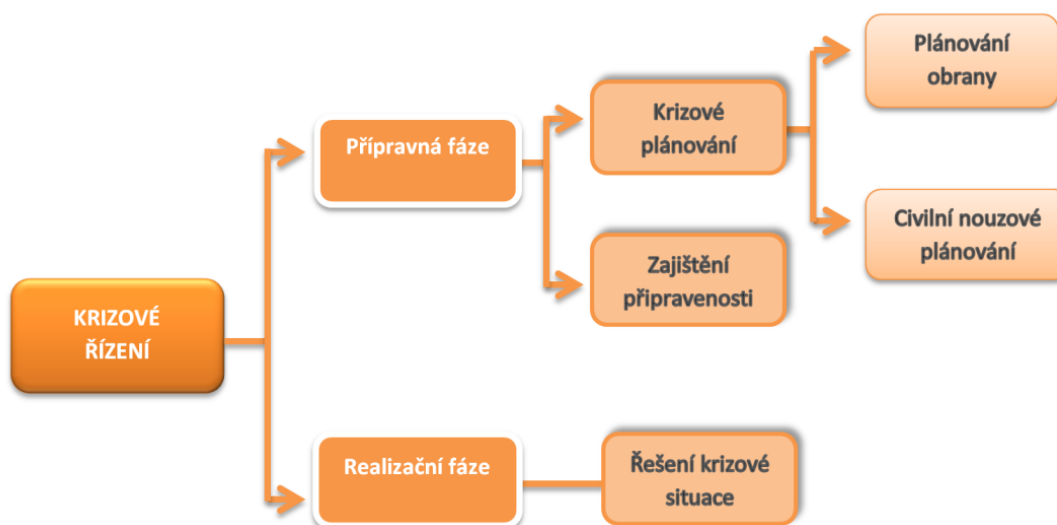 Plánování
obrany
Krizové
plánování
Přípravná fáze
Civilní nouzové
plánování
Zajištění
připravenosti
KRIZOVÉ
ŘÍZENÍ
Realizační fáze
Řešení krizové
situace